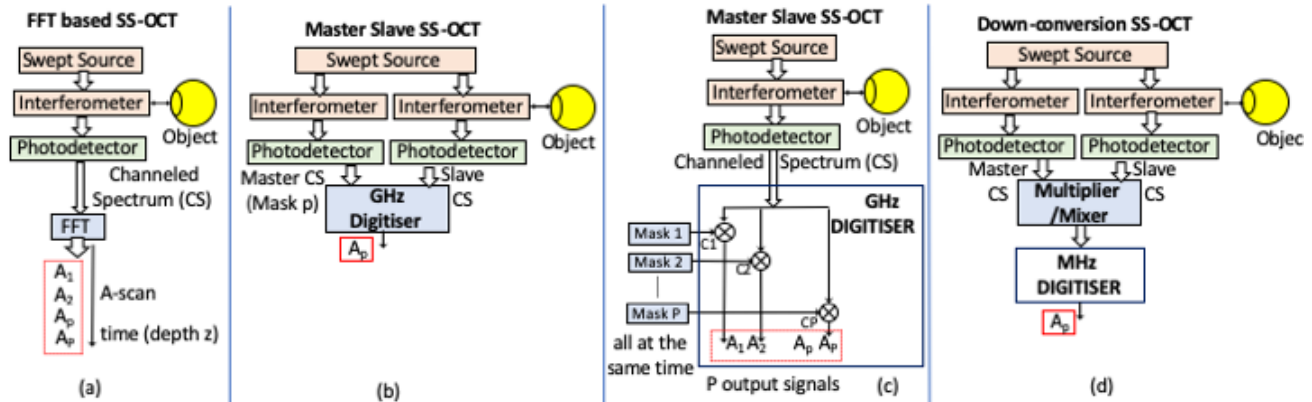 FFT based SS-OCT
Swept Source
Interferometer
Object
Photodetector
Channeled
Spectrum (CS)
FFT
A1
A2
Ap
AP
A-scan
time (depth z)
(a)
Master Slave SS-OCT
Swept Source
Interferometer
Interferometer
Object
Photodetector
Photodetector
Master CS
(Mask p)
Slave
CS
GHz
Digitiser
Ap
(b)
Master Slave SS-OCT
Swept Source
Interferometer
Object
Photodetector
Channeled
Spectrum (CS)
GHz
DIGITISER
Mask 1
C1
Mask 2
C2
Mask P
CP
all at the
same time
A1 A2 Ap AP
P output signals
(c)
Down-conversion SS-OCT
Swept Source
Interferometer
Interferometer
Objec
Photodetector
Photodetector
Master
CS
Slave
CS
Multiplier
/Mixer
MHz
DIGITISER
Ap
(d)